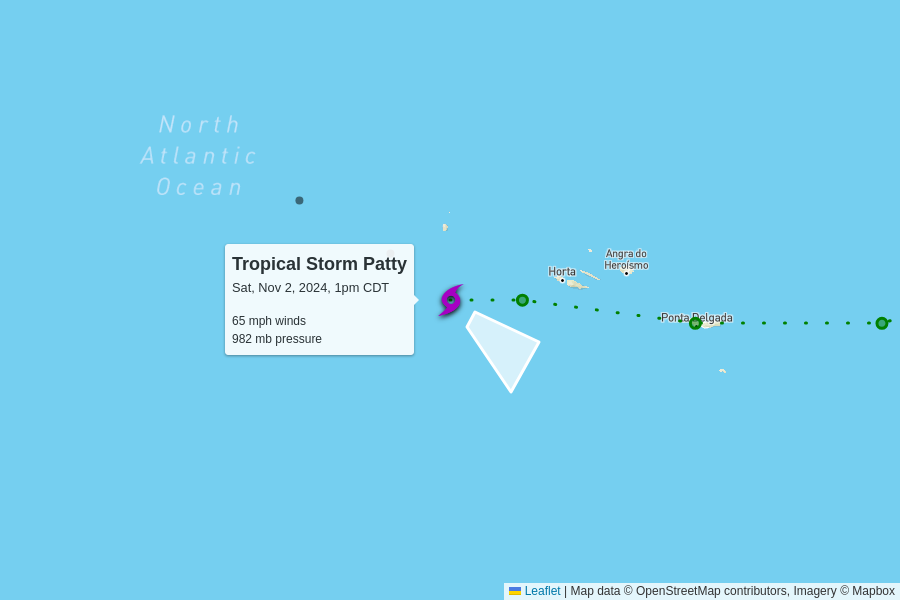 North
Atlantic
Ocean
Tropical Storm Patty
Sat, Nov 2, 2024, 1pm CDT
65 mph winds
982 mb pressure
Horta
Angra do
Heroísmo
Ponta Delgada
Leaflet | Map data © OpenStreetMap contributors, Imagery © Mapbox